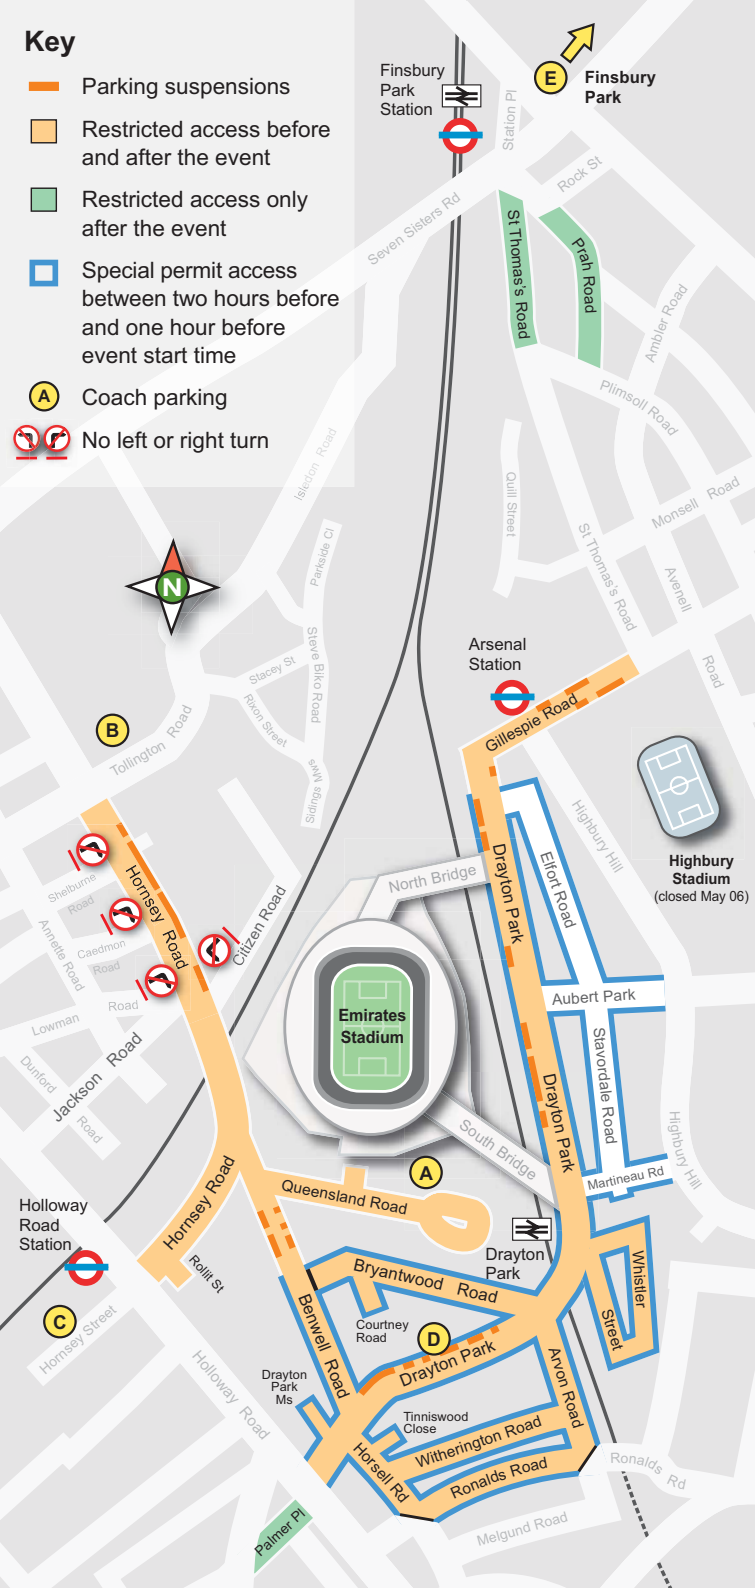 Key
Parking suspensions
Restricted access before
and after the event
Restricted access only
after the event
Special permit access
between two hours before
and one hour before
event start time
A
Coach parking
No left or right turn
Finsbury
Park
Station
E
Finsbury
Park
Station Pl
Rock St
Seven Sisters Rd
St Thomas's Road
Prah Road
Ambler Road
Plimsoll Road
Isledon Road
Quill Street
Monsell Road
St Thomas's Road
Avenell
Road
Parkside Cl
N
Steve Biko Road
Stacey St
Rixon Street
Sidings Mws
Arsenal
Station
Gillespie Road
B
Tollington Road
Highbury Hill
Highbury
Stadium
(closed May 06)
Hornsey Road
Shelburne
Road
Annette Road
Caedmon
Road
Citizen Road
Lowman
Road
Dunford
Road
Jackson Road
North Bridge
Drayton Park
Elfort Road
Aubert Park
Emirates
Stadium
Stavordale Road
Drayton Park
South Bridge
Highbury Hill
Martineau Rd
A
Queensland Road
Hornsey Road
Holloway
Road
Station
Rollit St
C
Hornsey Street
Drayton
Park
Bryantwood Road
Whistler
Street
Benwell Road
Courtney
Road
D
Drayton Park
Arvon Road
Holloway Road
Drayton
Park
Ms
Tinniswood
Close
Witherington Road
Horsell Rd
Ronalds Road
Ronalds Rd
Melgund Road
Palmer Pl